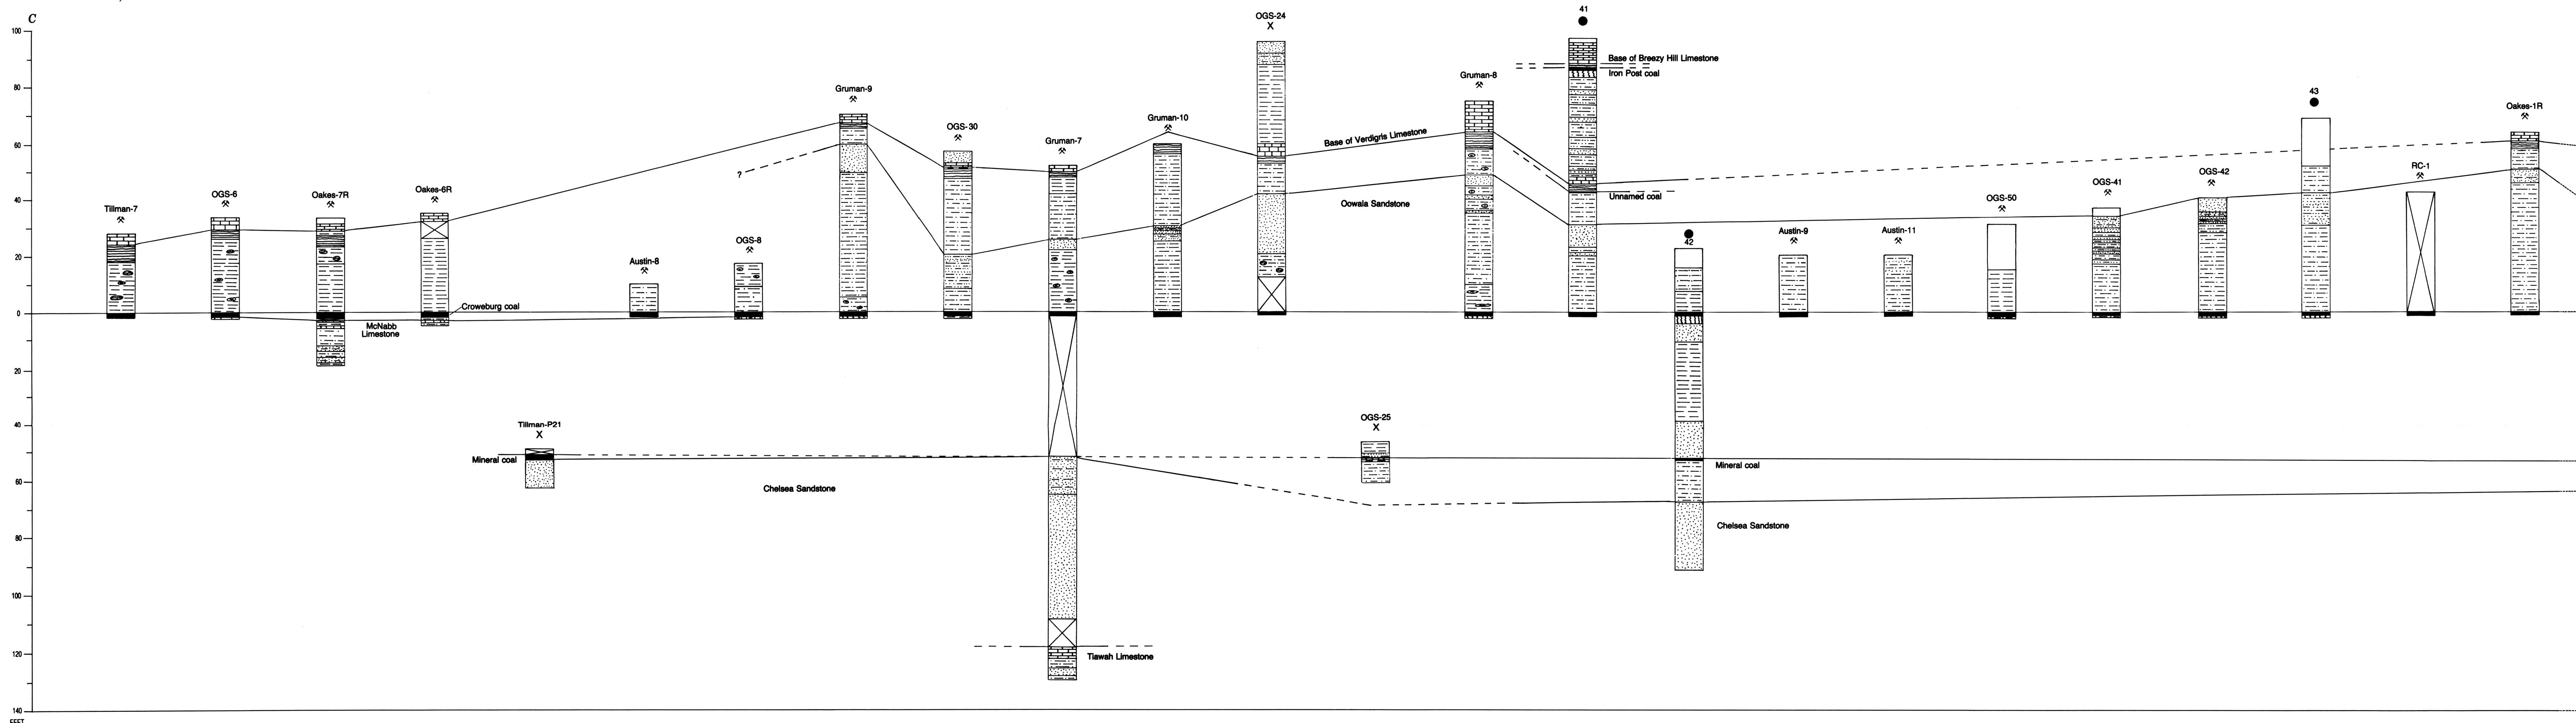 C
100
80
60
40
20
0
20
40
60
80
100
120
140
FEET
Tillman-7
OGS-6
Oakes-7R
Oakes-6R
Croweburg coal
McNabb
Limestone
Tillman-P21
Mineral coal
Austin-8
OGS-8
Chelsea Sandstone
Gruman-9
?
OGS-30
Gruman-7
Tiawah Limestone
Gruman-10
OGS-24
X
Base of Verdigris Limestone
Oowala Sandstone
OGS-25
X
Gruman-8
41
Base of Breezy Hill Limestone
Iron Post coal
Unnamed coal
42
Mineral coal
Chelsea Sandstone
Austin-9
Austin-11
OGS-50
OGS-41
OGS-42
43
RC-1
Oakes-1R
X